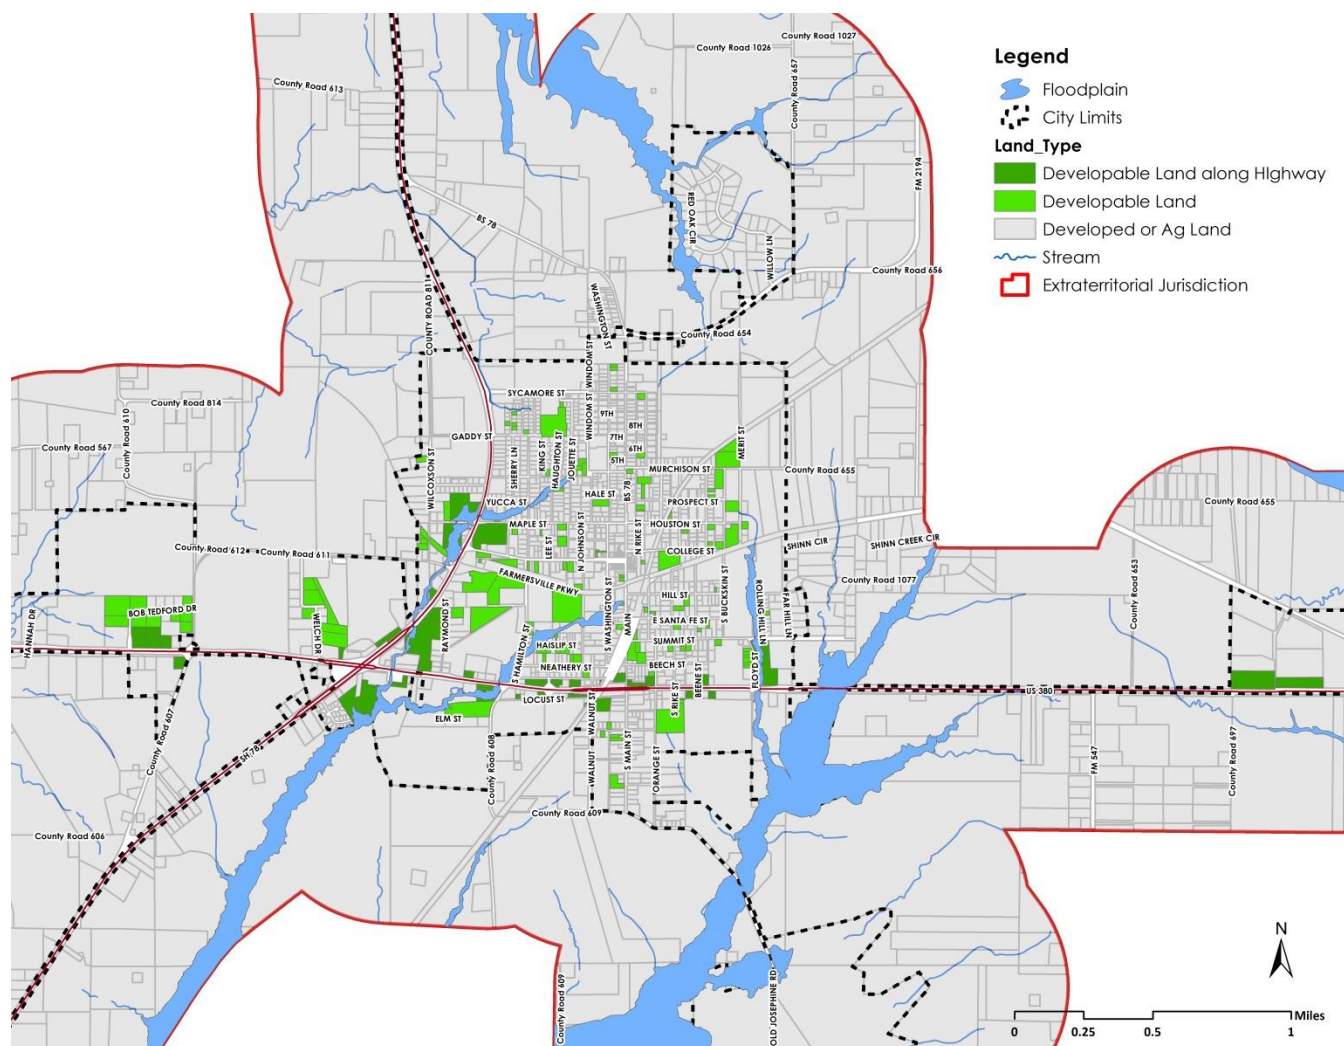 County Road 1027
County Road 1026
County Road 657
County Road 613
FM 2194
BS 78
RED OAK CIR
WILLOW LN
County Road 656
COUNTY ROAD 811
WASHINGTON ST
County Road 654
WINDOM ST
SYCAMORE ST
WINDOM ST
County Road 814
County Road 610
County Road 567
9TH
8TH
7TH
6TH
5TH
GADDY ST
SHERRY LN
KING ST
HAUGHTON ST
JOUETTE ST
MERIT ST
MURCHISON ST
County Road 655
WILCOXSON ST
YUCCA ST
HALE ST
BS 78
PROSPECT ST
MAPLE ST
HOUSTON ST
LEE ST
N JOHNSON ST
N RIKE ST
COLLEGE ST
SHINN CIR
SHINN CREEK CIR
County Road 655
County Road 612
County Road 611
FARMERSVILLE PKWY
County Road 1077
County Road 653
BOB TEDFORD DR
HANNAH DR
WELCH DR
RAYMOND ST
S HAMILTON ST
HILL ST
S WASHINGTON ST
MAIN
E SANTA FE ST
S BUCKSKIN ST
ROLLING HILL LN
FAR HILL LN
HAISLIP ST
SUMMIT ST
NEATHERY ST
BEECH ST
FLOYD ST
LOCUST ST
BEENE ST
S RIKE ST
US 380
ELM ST
WALNUT ST
WALNUT
S MAIN ST
ORANGE ST
County Road 607
SH 78
County Road 608
FM 547
County Road 697
County Road 609
County Road 606
County Road 609
OLD JOSEPHINE RD
Legend
Floodplain
City Limits
Land_Type
Developable Land along HIghway
Developable Land
Developed or Ag Land
Stream
Extraterritorial Jurisdiction
N
Miles
0
0.25
0.5
1